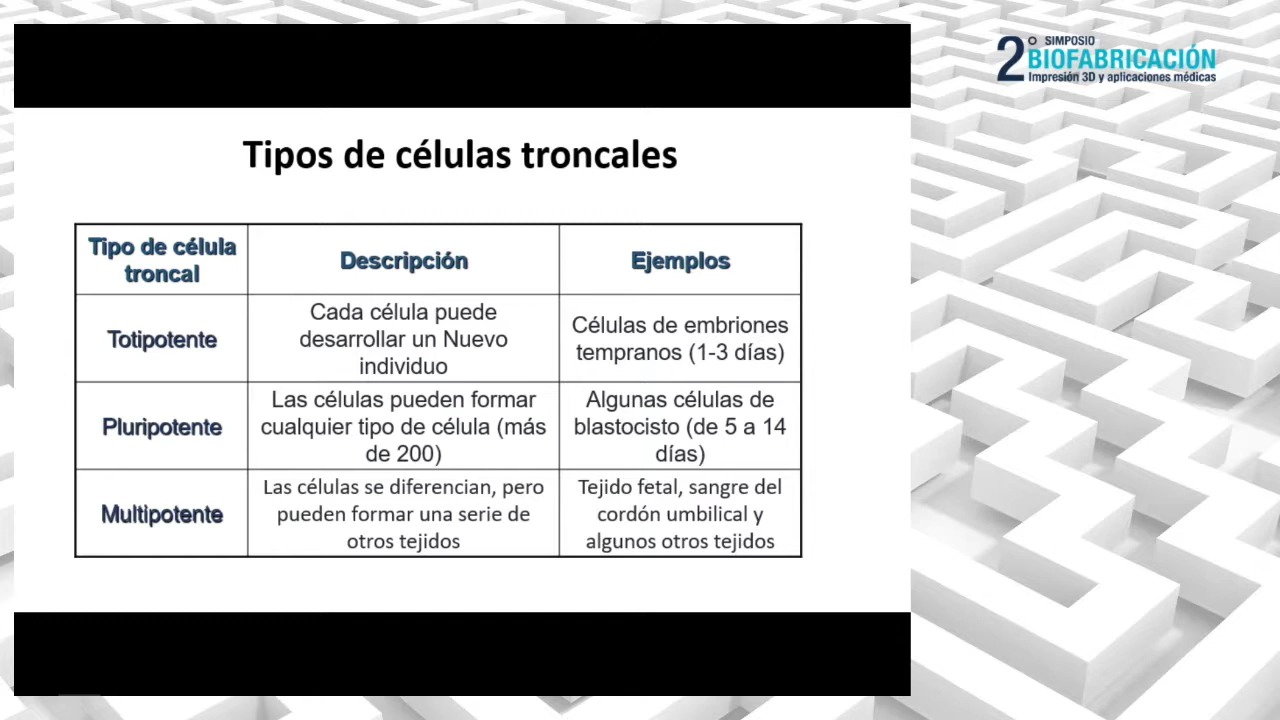 2° SIMPOSIO
BIOFABRICACIÓN
Impresión 3D y aplicaciones médicas
Tipos de células troncales
Tipo de célula
troncal
Descripción
Ejemplos
Totipotente
Cada célula puede
desarrollar un Nuevo
individuo
Células de embriones
tempranos (1-3 días)
Pluripotente
Las células pueden formar
cualquier tipo de célula (más
de 200)
Algunas células de
blastocisto (de 5 a 14
días)
Multipotente
Las células se diferencian, pero
pueden formar una serie de
otros tejidos
Tejido fetal, sangre del
cordón umbilical y
algunos otros tejidos